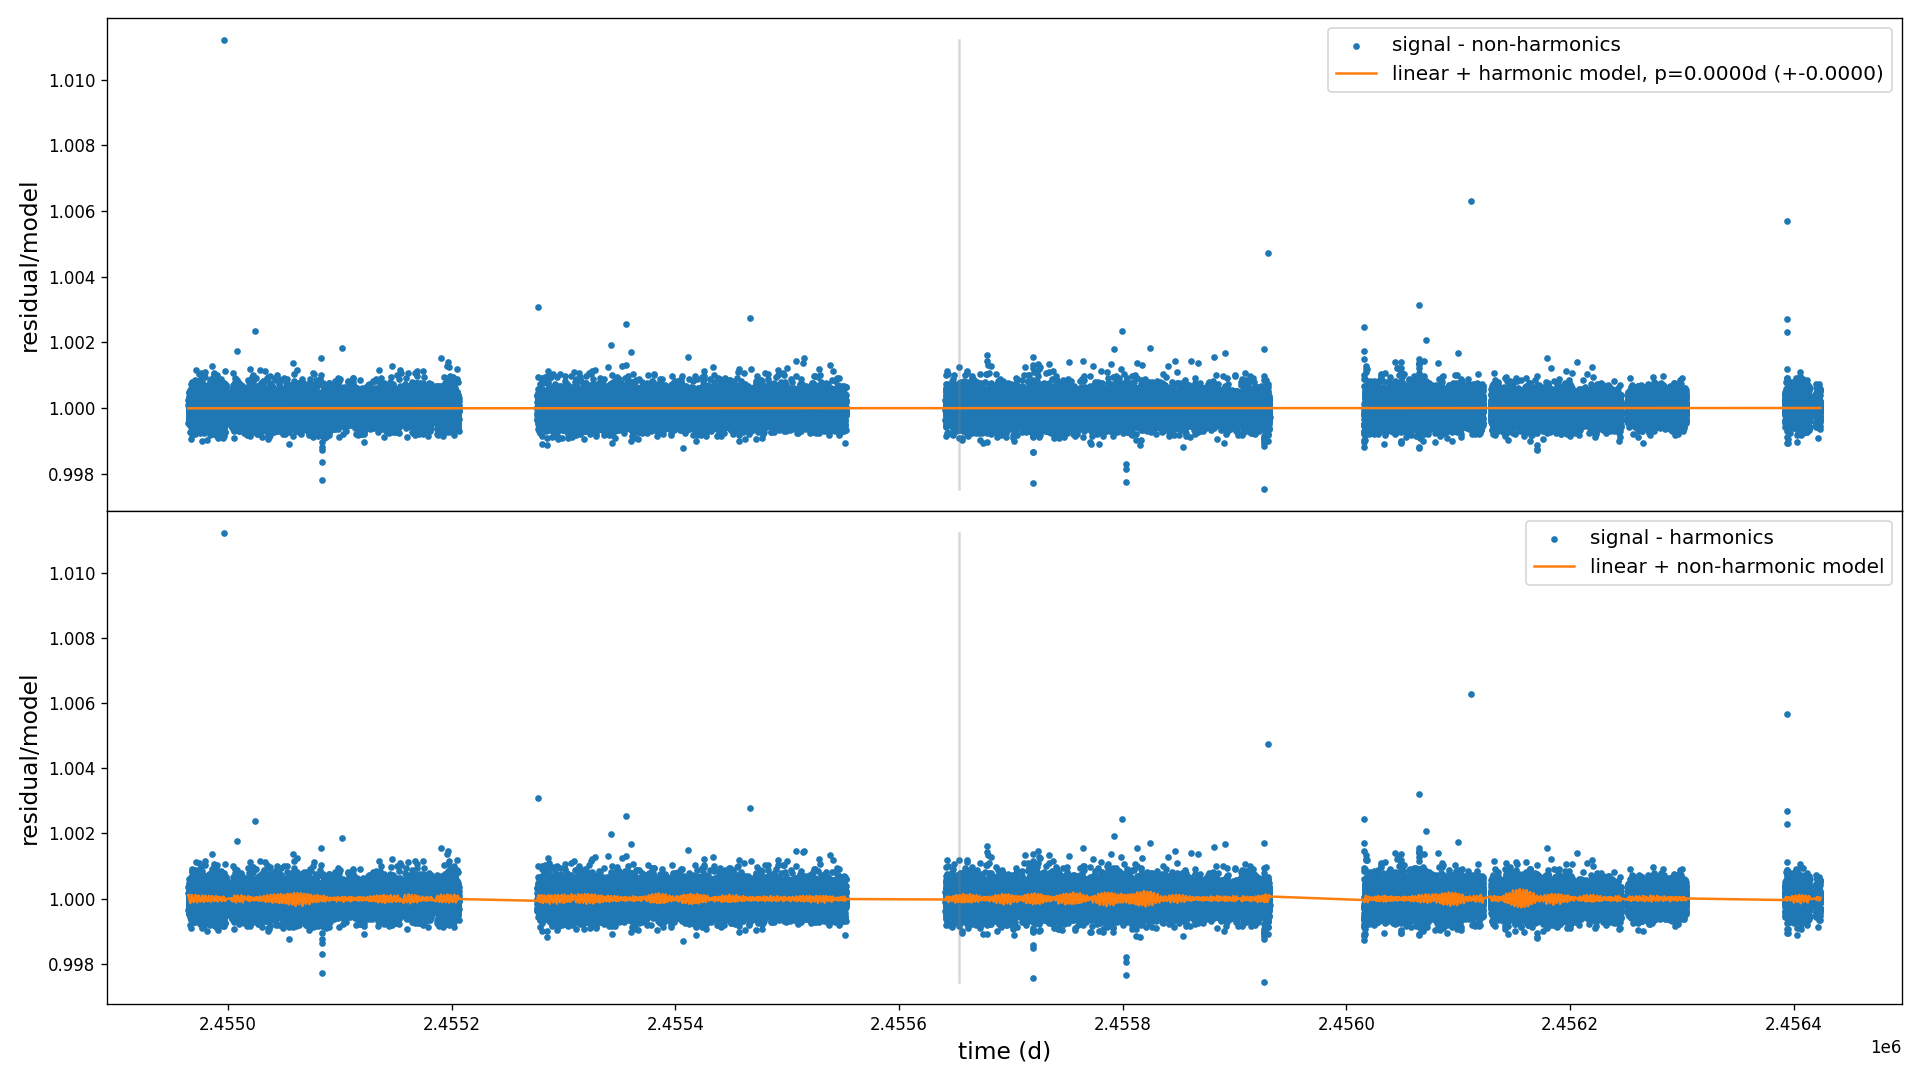 signal - non-harmonics
linear + harmonic model, p=0.0000d (+-0.0000)
residual/model
1.010
1.008
1.006
1.004
1.002
1.000
0.998
signal - harmonics
linear + non-harmonic model
residual/model
1.010
1.008
1.006
1.004
1.002
1.000
0.998
2.4550 2.4552 2.4554 2.4556 2.4558 2.4560 2.4562 2.4564
time (d)
1e6